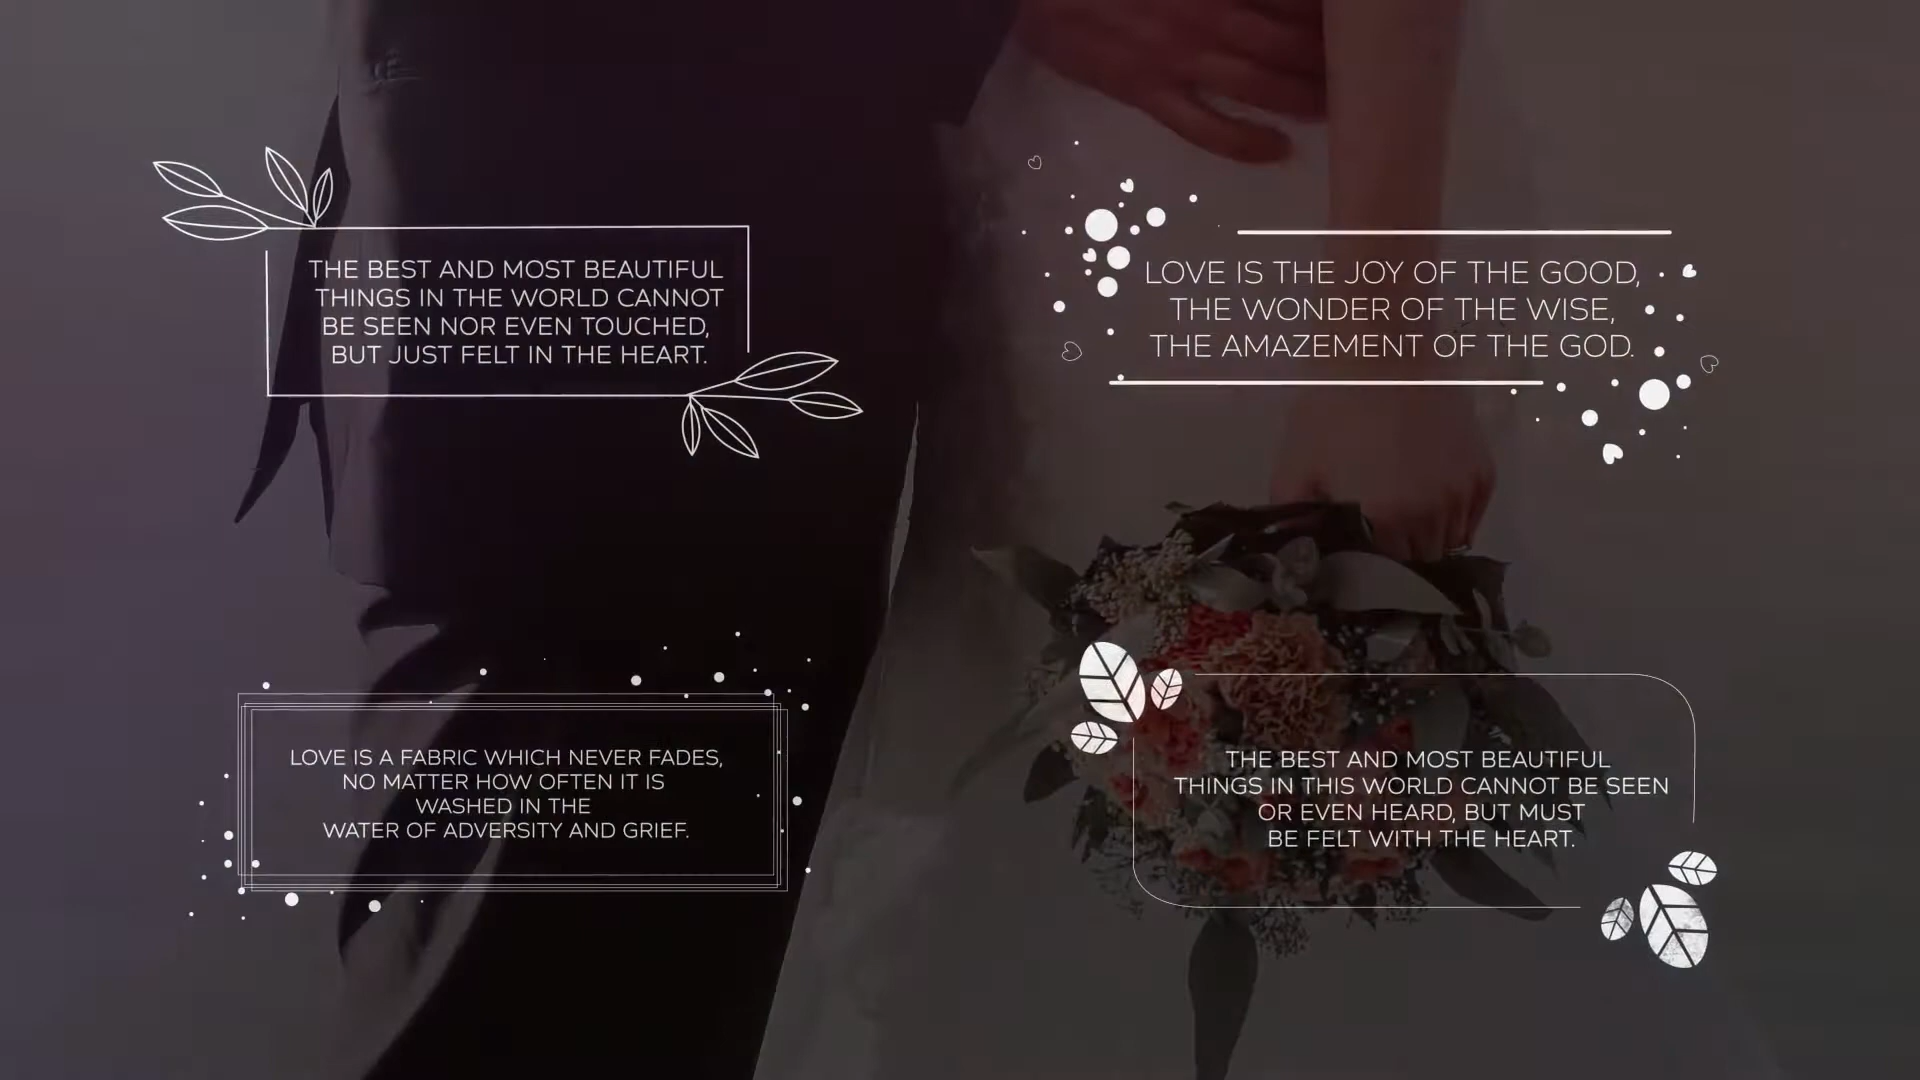 THE BEST AND MOST BEAUTIFUL
THINGS IN THE WORLD CANNOT
BE SEEN NOR EVEN TOUCHED,
BUT JUST FELT IN THE HEART.
LOVE IS THE JOY OF THE GOOD,
THE WONDER OF THE WISE,
THE AMAZEMENT OF THE GOD.
LOVE IS A FABRIC WHICH NEVER FADES,
NO MATTER HOW OFTEN IT IS
WASHED IN THE
WATER OF ADVERSITY AND GRIEF.
THE BEST AND MOST BEAUTIFUL
THINGS IN THIS WORLD CANNOT BE SEEN
OR EVEN HEARD, BUT MUST
BE FELT WITH THE HEART.